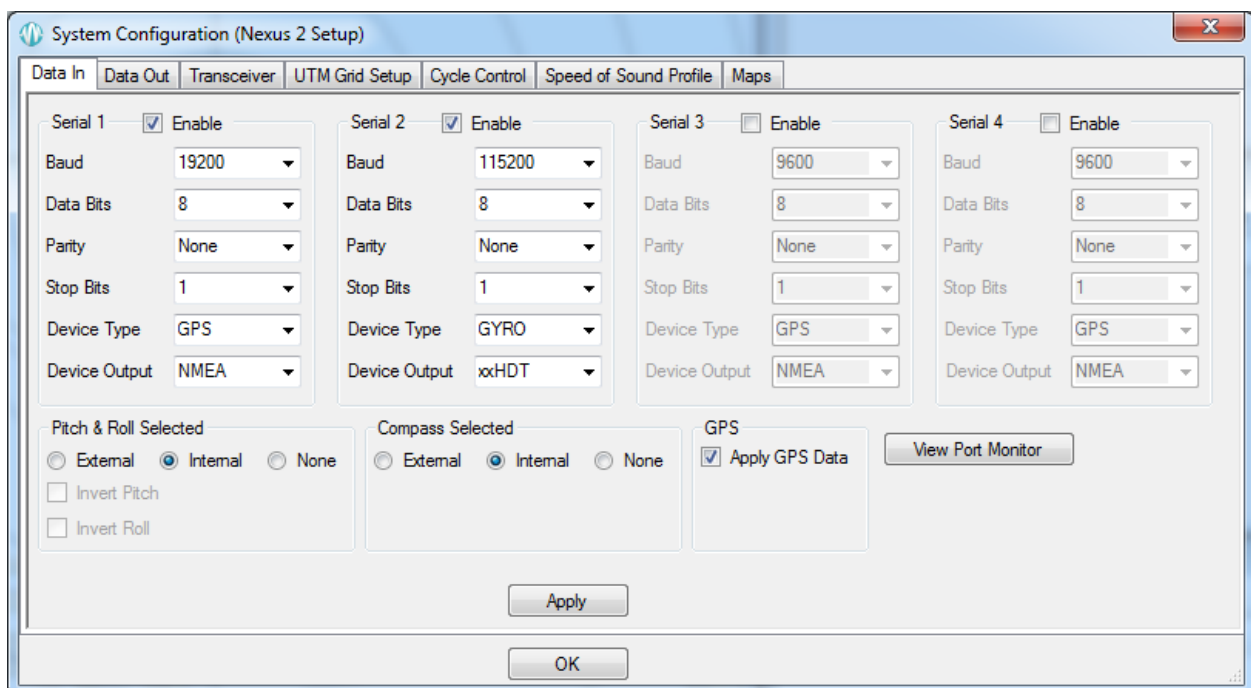 System Configuration (Nexus 2 Setup)
Data In Data Out Transceiver UTM Grid Setup Cycle Control Speed of Sound Profile Maps
Serial 1 Enable Serial 2 Enable Serial 3 Enable Serial 4 Enable
Baud 19200 Baud 115200 Baud 9600 Baud 9600
Data Bits 8 Data Bits 8 Data Bits 8 Data Bits 8
Parity None Parity None Parity None Parity None
Stop Bits 1 Stop Bits 1 Stop Bits 1 Stop Bits 1
Device Type GPS Device Type GYRO Device Type GPS Device Type GPS
Device Output NMEA Device Output xxHDT Device Output NMEA Device Output NMEA
Pitch & Roll Selected Compass Selected GPS
External Internal None External Internal None Apply GPS Data View Port Monitor
Invert Pitch
Invert Roll
Apply
OK